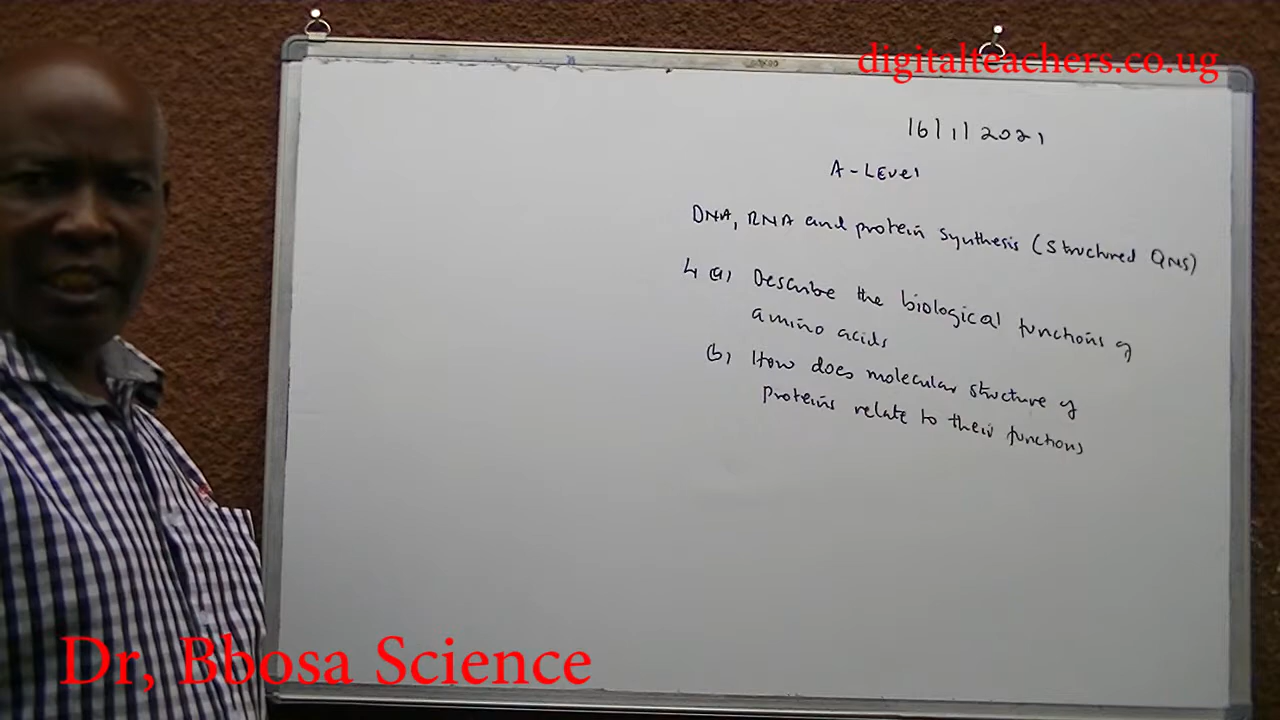 digitalteachers.co.ug
16/1/2021
A-Level
DNA, RNA and protein synthesis (Structured QNS)
4 (a) Describe the biological functions of
amino acids
(b) How does molecular structure of
proteins relate to their functions
Dr, Bbosa Science